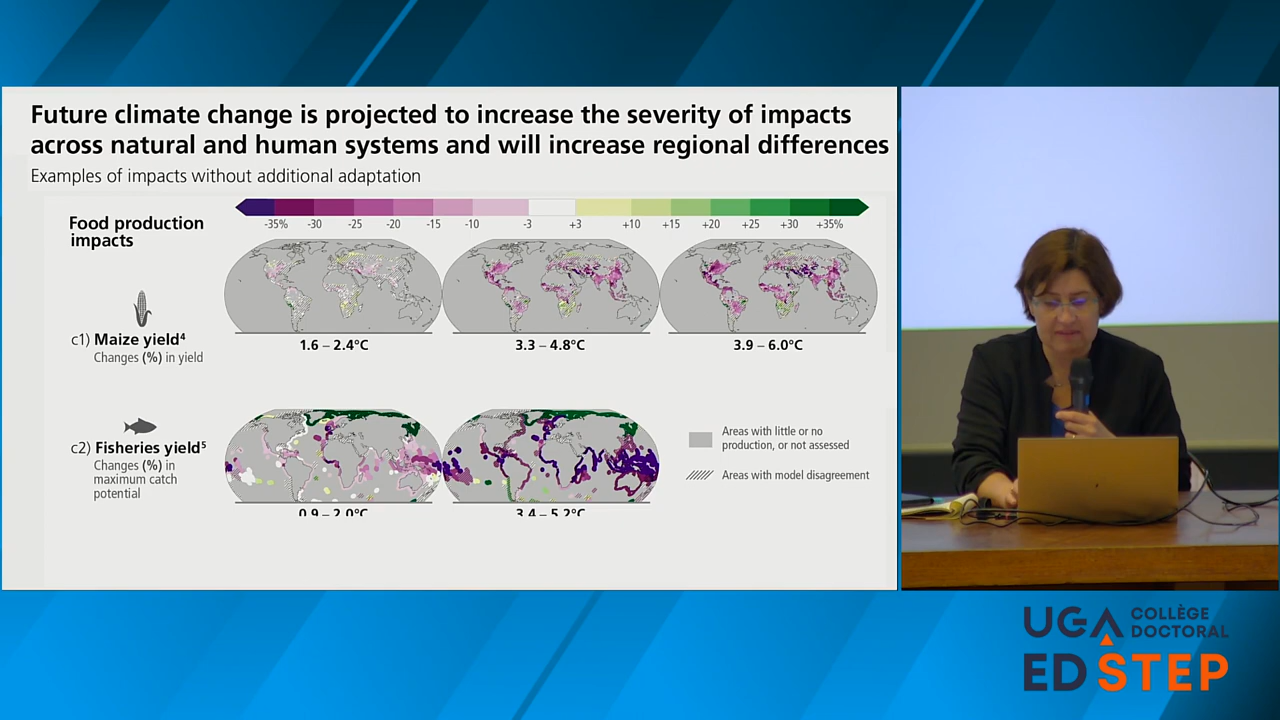 Future climate change is projected to increase the severity of impacts
across natural and human systems and will increase regional differences
Examples of impacts without additional adaptation
Food production
impacts
-35% -30 -25 -20 -15 -10 -3 +3 +10 +15 +20 +25 +30 +35%
c1) Maize yield⁴
Changes (%) in yield
1.6 – 2.4°C 3.3 – 4.8°C 3.9 – 6.0°C
c2) Fisheries yield⁵
Changes (%) in
maximum catch
potential
0.9 – 2.0°C 3.4 – 5.2°C
Areas with little or no
production, or not assessed
Areas with model disagreement
UGA COLLÈGE
DOCTORAL
ED STEP